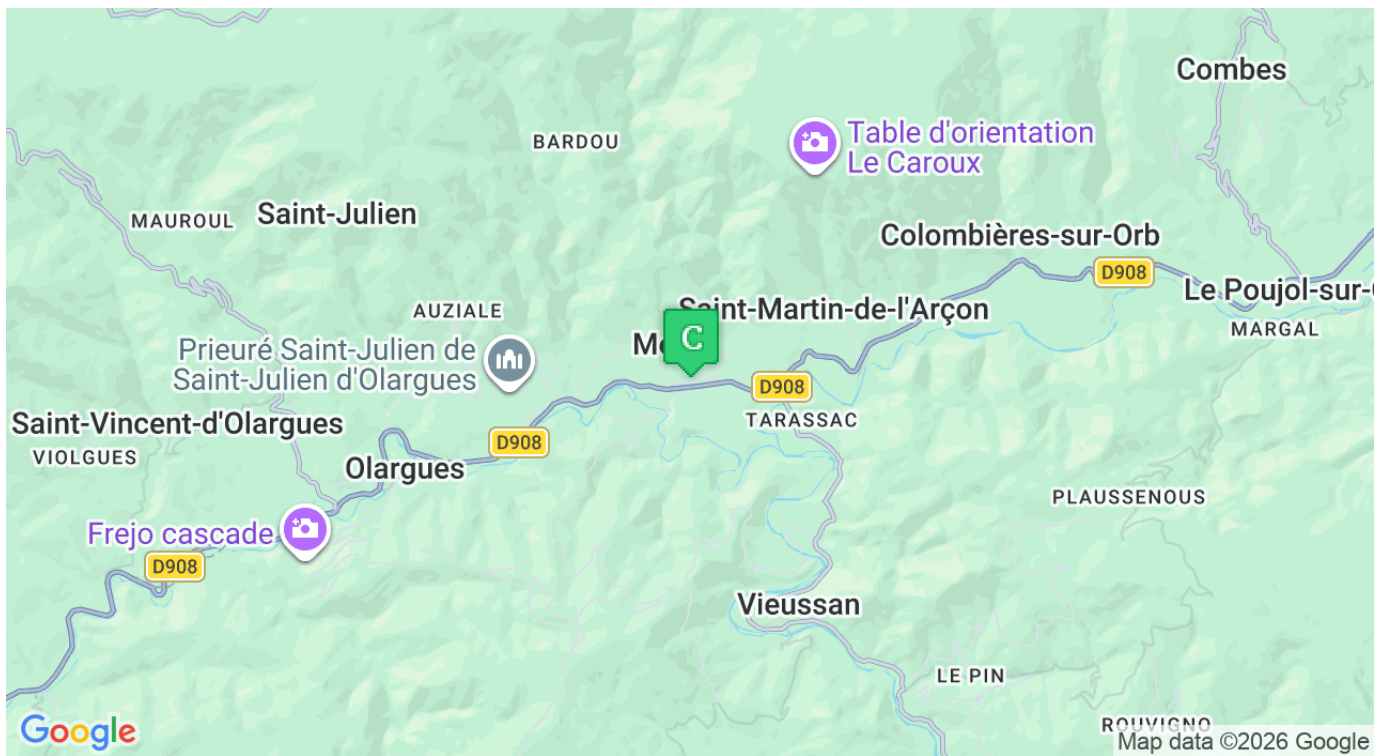 Combes
Table d'orientation
Le Caroux
BARDOU
MAUROUL
Saint-Julien
Colombières-sur-Orb
D908
Le Poujol-sur-
MARGAL
AUZIALE
Saint-Martin-de-l'Arçon
C
Prieuré Saint-Julien de
Saint-Julien d'Olargues
D908
TARASSAC
Saint-Vincent-d'Olargues
VIOLGUES
D908
Olargues
PLAUSSENOUS
Frejo cascade
D908
Vieussan
LE PIN
ROUVIGNO
Google
Map data ©2026 Google